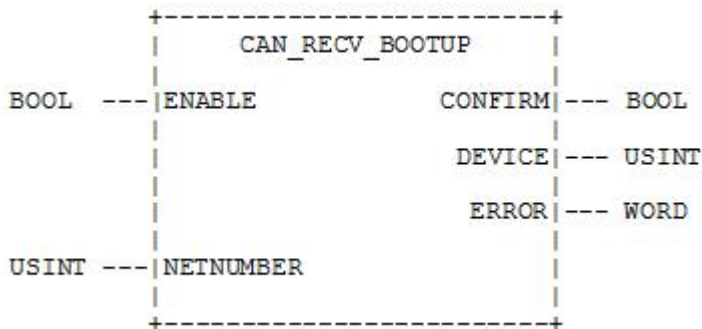 +---------------------------+
| CAN_RECV_BOOTUP |
BOOL ---|ENABLE CONFIRM|--- BOOL
DEVICE|--- USINT
ERROR|--- WORD
USINT ---|NETNUMBER
+---------------------------+